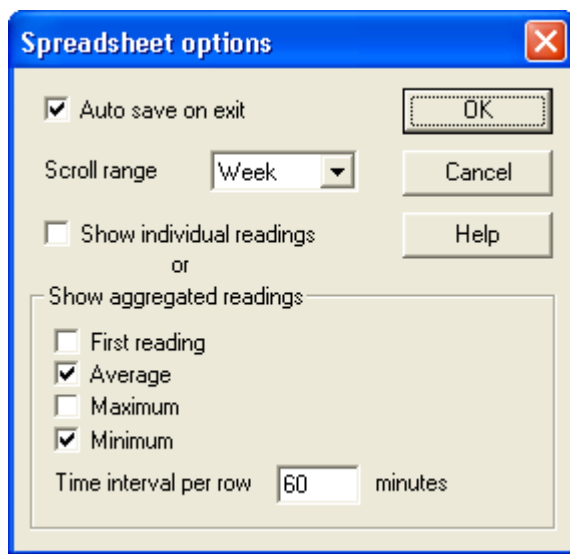 Spreadsheet options
Auto save on exit
OK
Scroll range Week
Cancel
Show individual readings
Help
or
Show aggregated readings
First reading
Average
Maximum
Minimum
Time interval per row 60 minutes